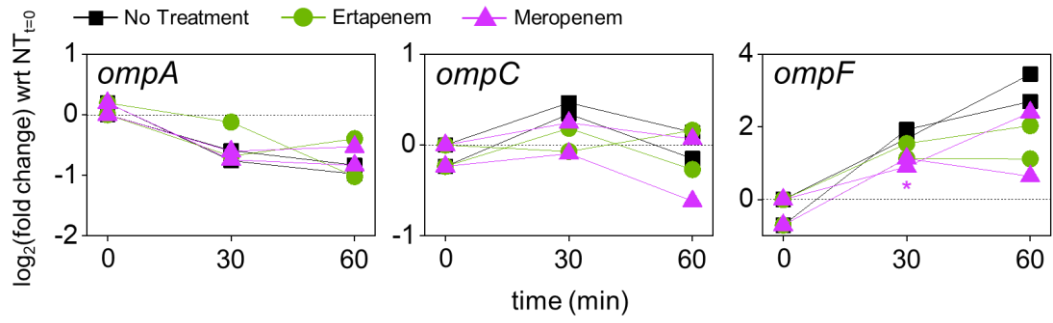 No Treatment Ertapenem Meropenem
log₂(fold change) wrt NTₜ₌₀
ompA
1
0
-1
-2
0 30 60
ompC
1
0
-1
0 30 60
ompF
4
2
0
*
0 30 60
time (min)